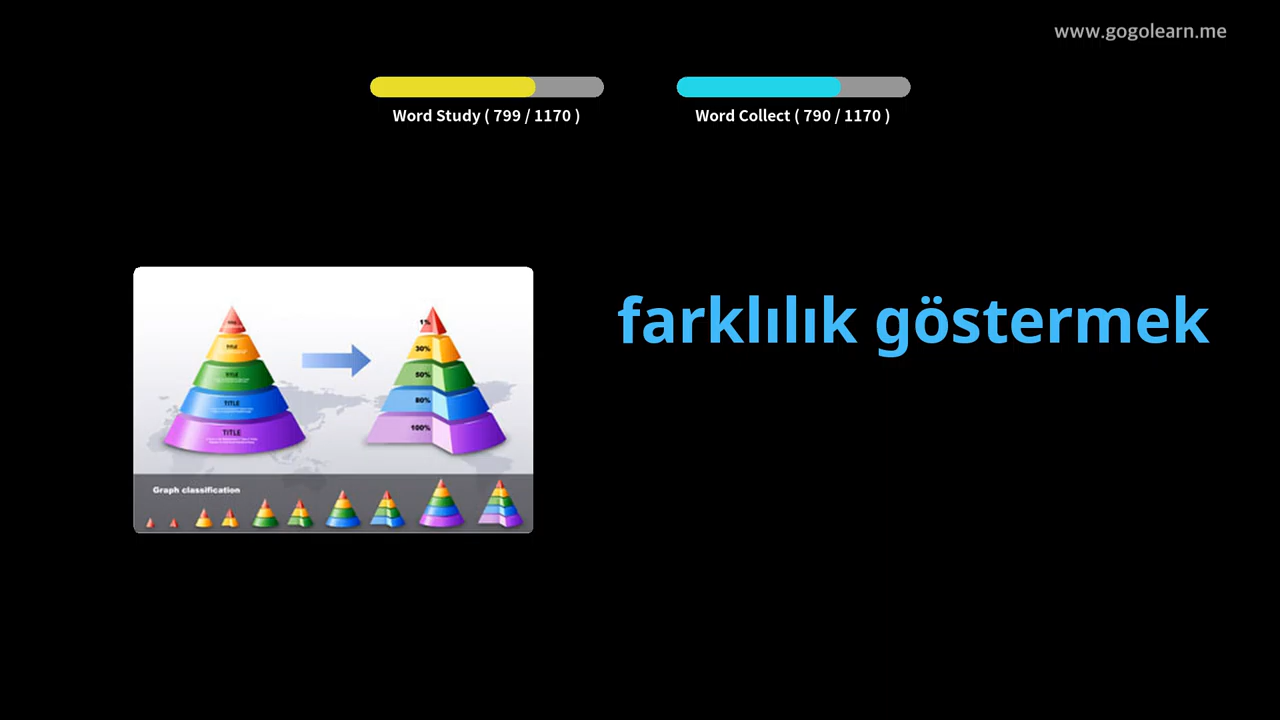 www.gogolearn.me
Word Study ( 799 / 1170 )
Word Collect ( 790 / 1170 )
farklılık göstermek
TITLE
TITLE
TITLE
TITLE
1%
30%
50%
80%
100%
Graph classification